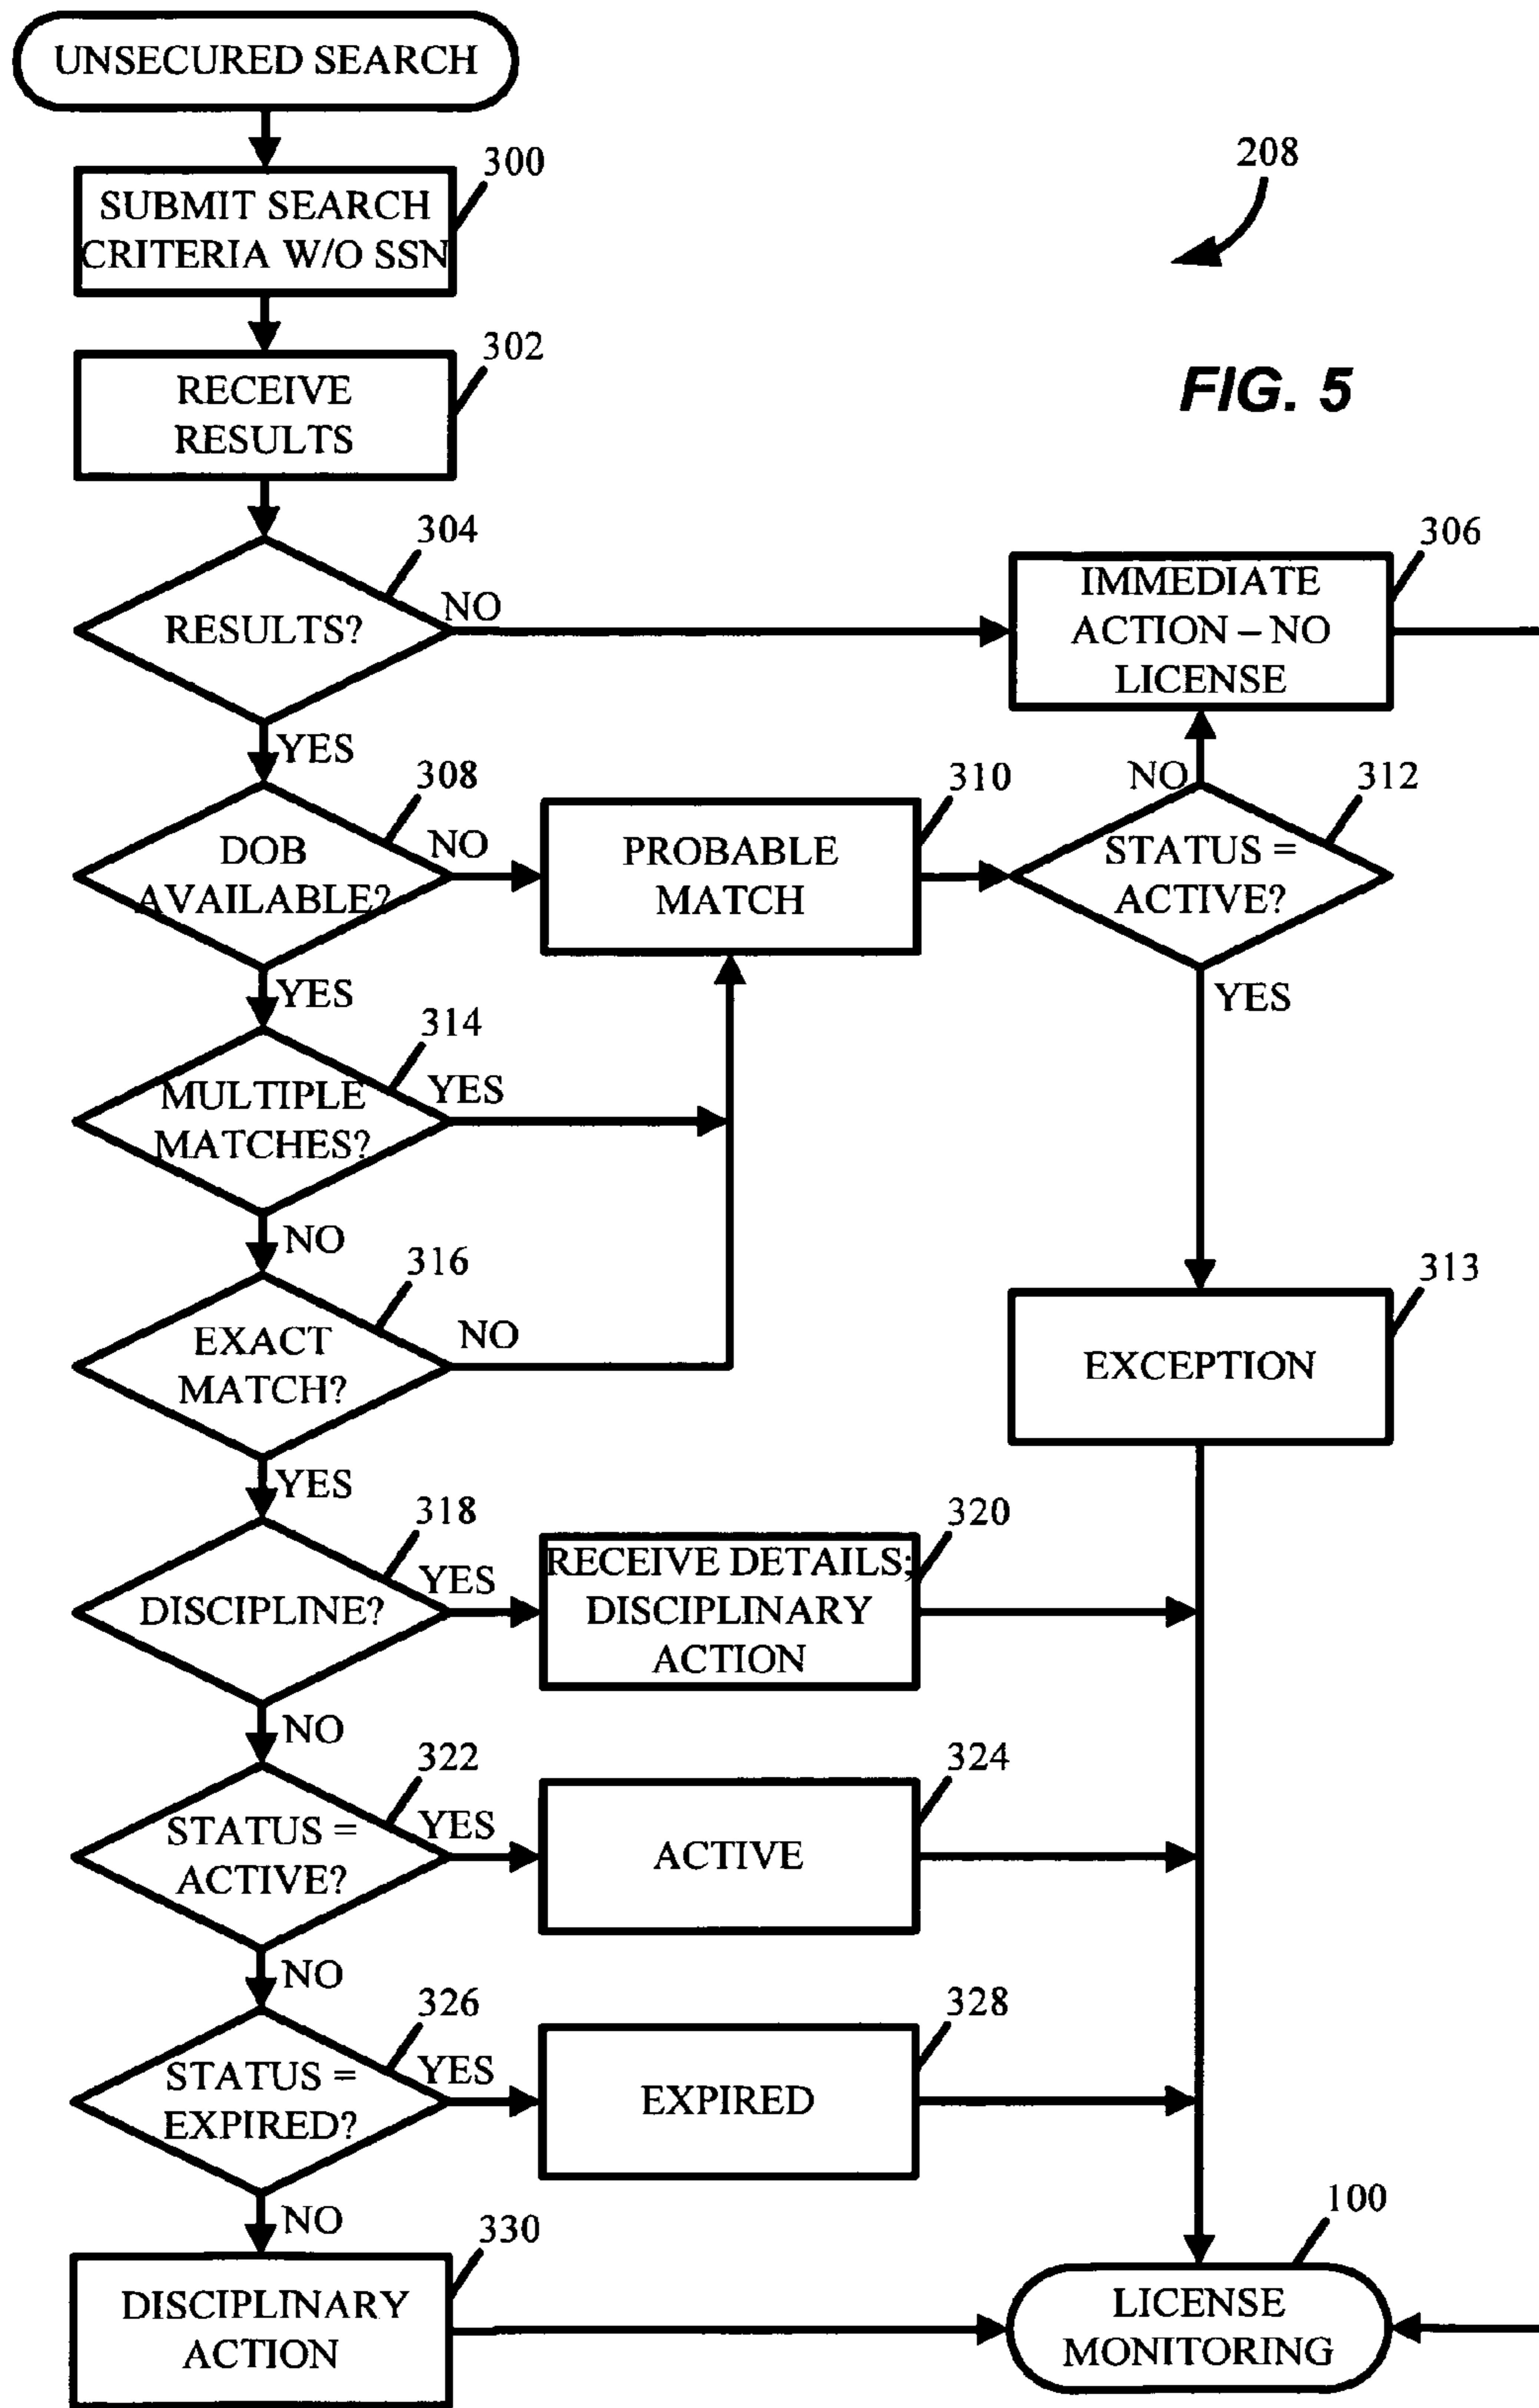 UNSECURED SEARCH
300
SUBMIT SEARCH
CRITERIA W/O SSN
208
302
RECEIVE
RESULTS
FIG. 5
304
RESULTS?
NO
306
IMMEDIATE
ACTION – NO
LICENSE
YES
308
DOB
AVAILABLE?
NO
310
PROBABLE
MATCH
NO
312
STATUS =
ACTIVE?
YES
YES
314
MULTIPLE
MATCHES?
YES
NO
316
EXACT
MATCH?
NO
313
EXCEPTION
YES
318
DISCIPLINE?
YES
320
RECEIVE DETAILS;
DISCIPLINARY
ACTION
NO
322
STATUS =
ACTIVE?
YES
324
ACTIVE
NO
326
STATUS =
EXPIRED?
YES
328
EXPIRED
NO
330
DISCIPLINARY
ACTION
100
LICENSE
MONITORING